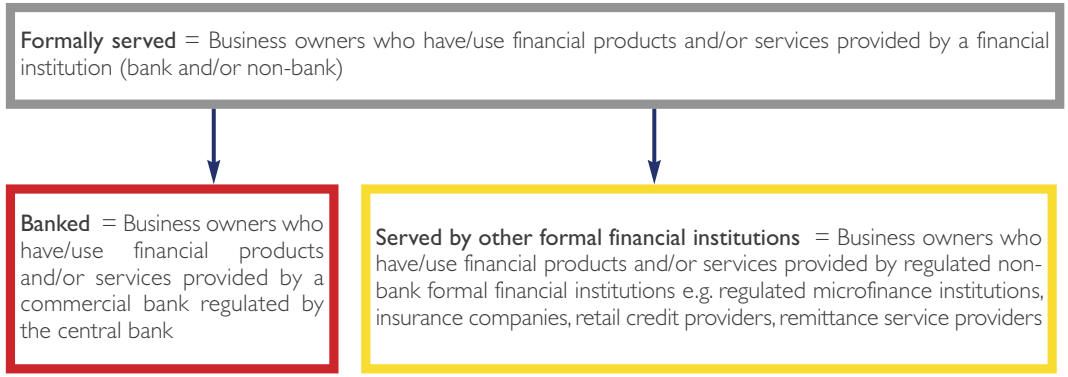 Formally served = Business owners who have/use financial products and/or services provided by a financial
institution (bank and/or non-bank)
Banked = Business owners who
have/use financial products
and/or services provided by a
commercial bank regulated by
the central bank
Served by other formal financial institutions = Business owners who
have/use financial products and/or services provided by regulated non-
bank formal financial institutions e.g. regulated microfinance institutions,
insurance companies, retail credit providers, remittance service providers